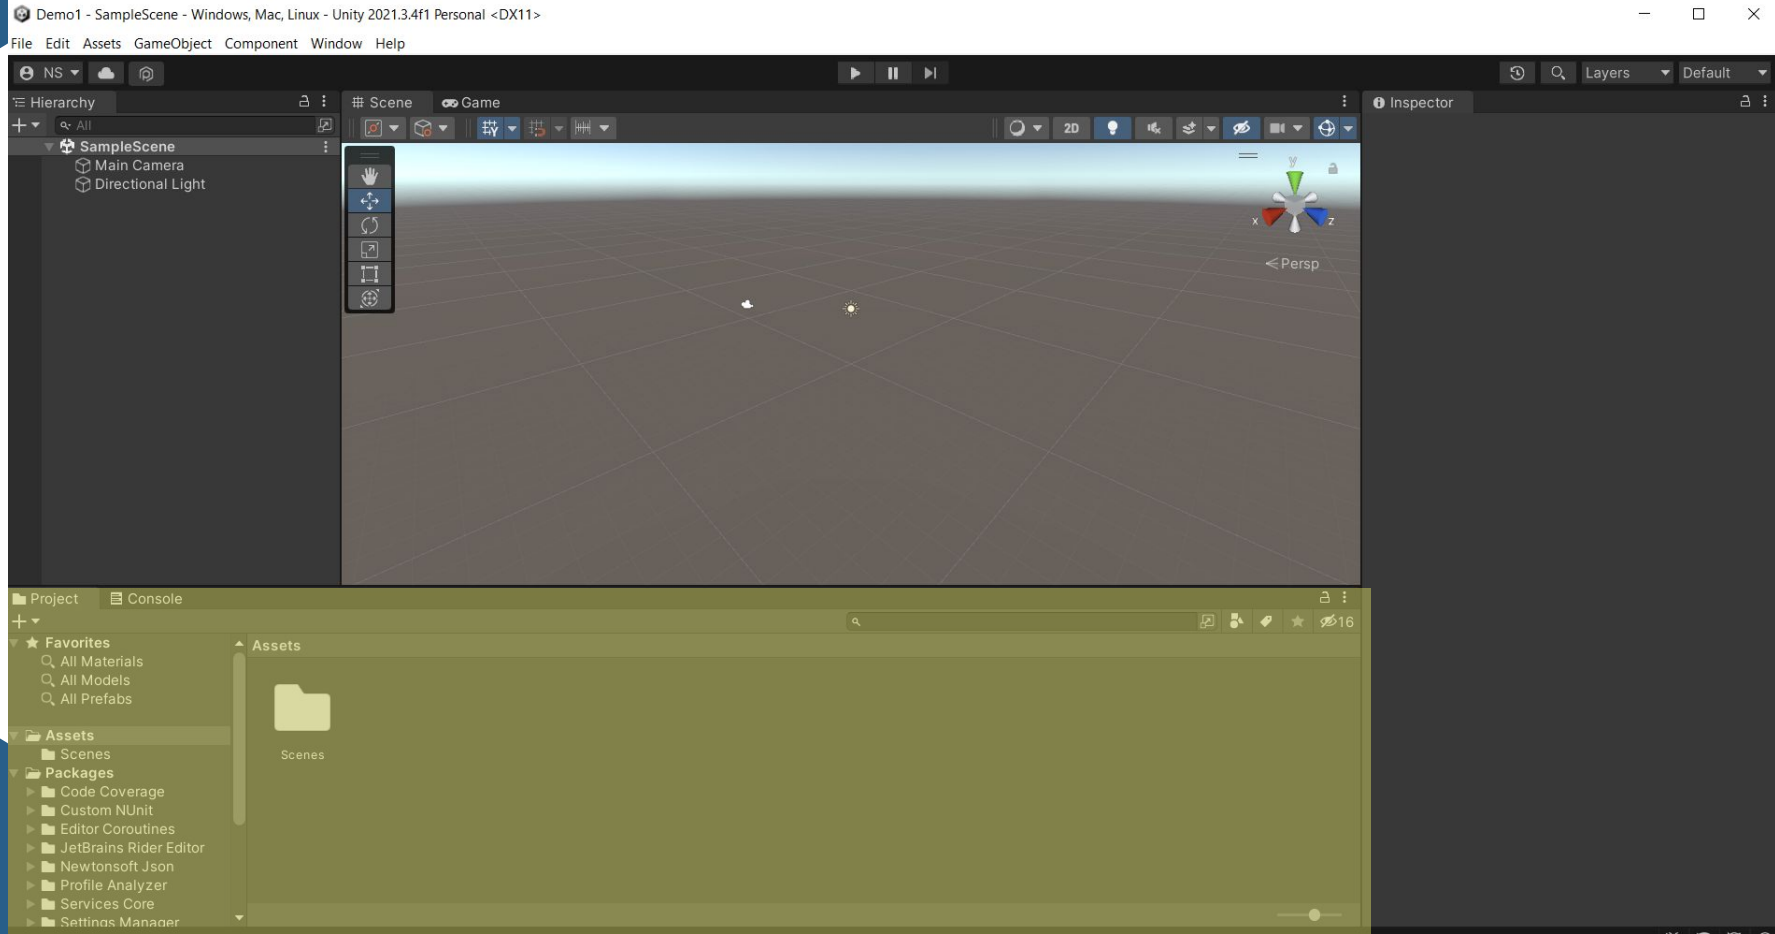 Demo1 - SampleScene - Windows, Mac, Linux - Unity 2021.3.4f1 Personal <DX11>
File Edit Assets GameObject Component Window Help
NS Layers Default
Hierarchy
All
SampleScene
Main Camera
Directional Light
Scene Game
2D
y
x z
Persp
Inspector
Project Console
16
Favorites
All Materials
All Models
All Prefabs
Assets
Scenes
Packages
Code Coverage
Custom NUnit
Editor Coroutines
JetBrains Rider Editor
Newtonsoft Json
Profile Analyzer
Services Core
Settings Manager
Assets
Scenes